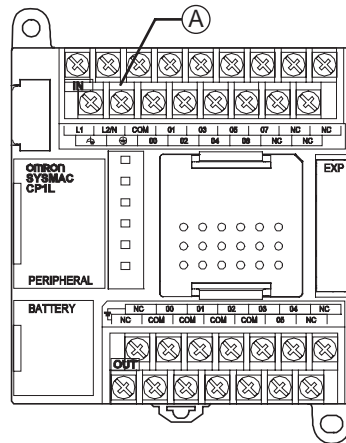 A
IN
L1 L2/N COM 01 03 05 07 NC NC
00 02 04 06 NC NC
OMRON
SYSMAC
CP1L
EXP
PERIPHERAL
BATTERY
NC 00 01 02 03 04 NC
NC COM COM COM COM 05 NC
OUT